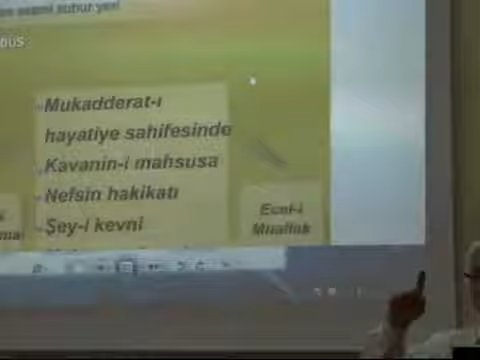 Mukadderat-ı
hayatiye sahifesinde
Kavanin-i mahsusa
Nefsin hakikatı
Şey-i kevni
Ecel-i
Muallak